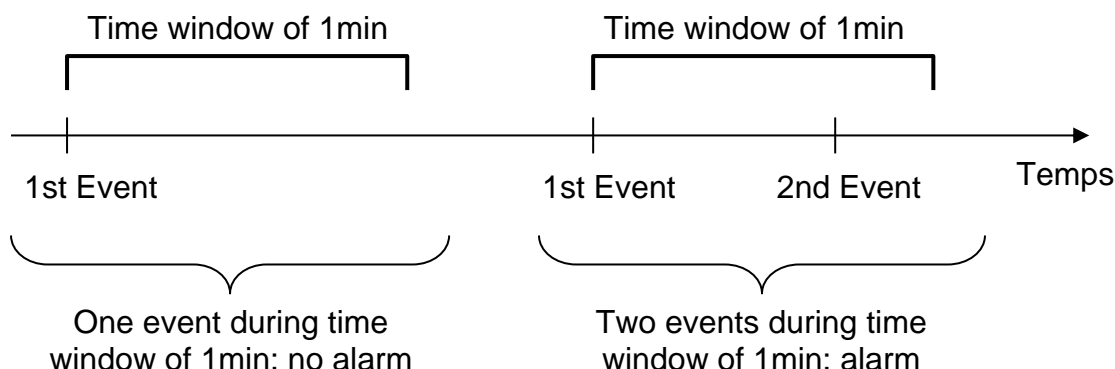 Time window of 1min
Time window of 1min
1st Event
1st Event
2nd Event
Temps
One event during time
window of 1min: no alarm
Two events during time
window of 1min: alarm